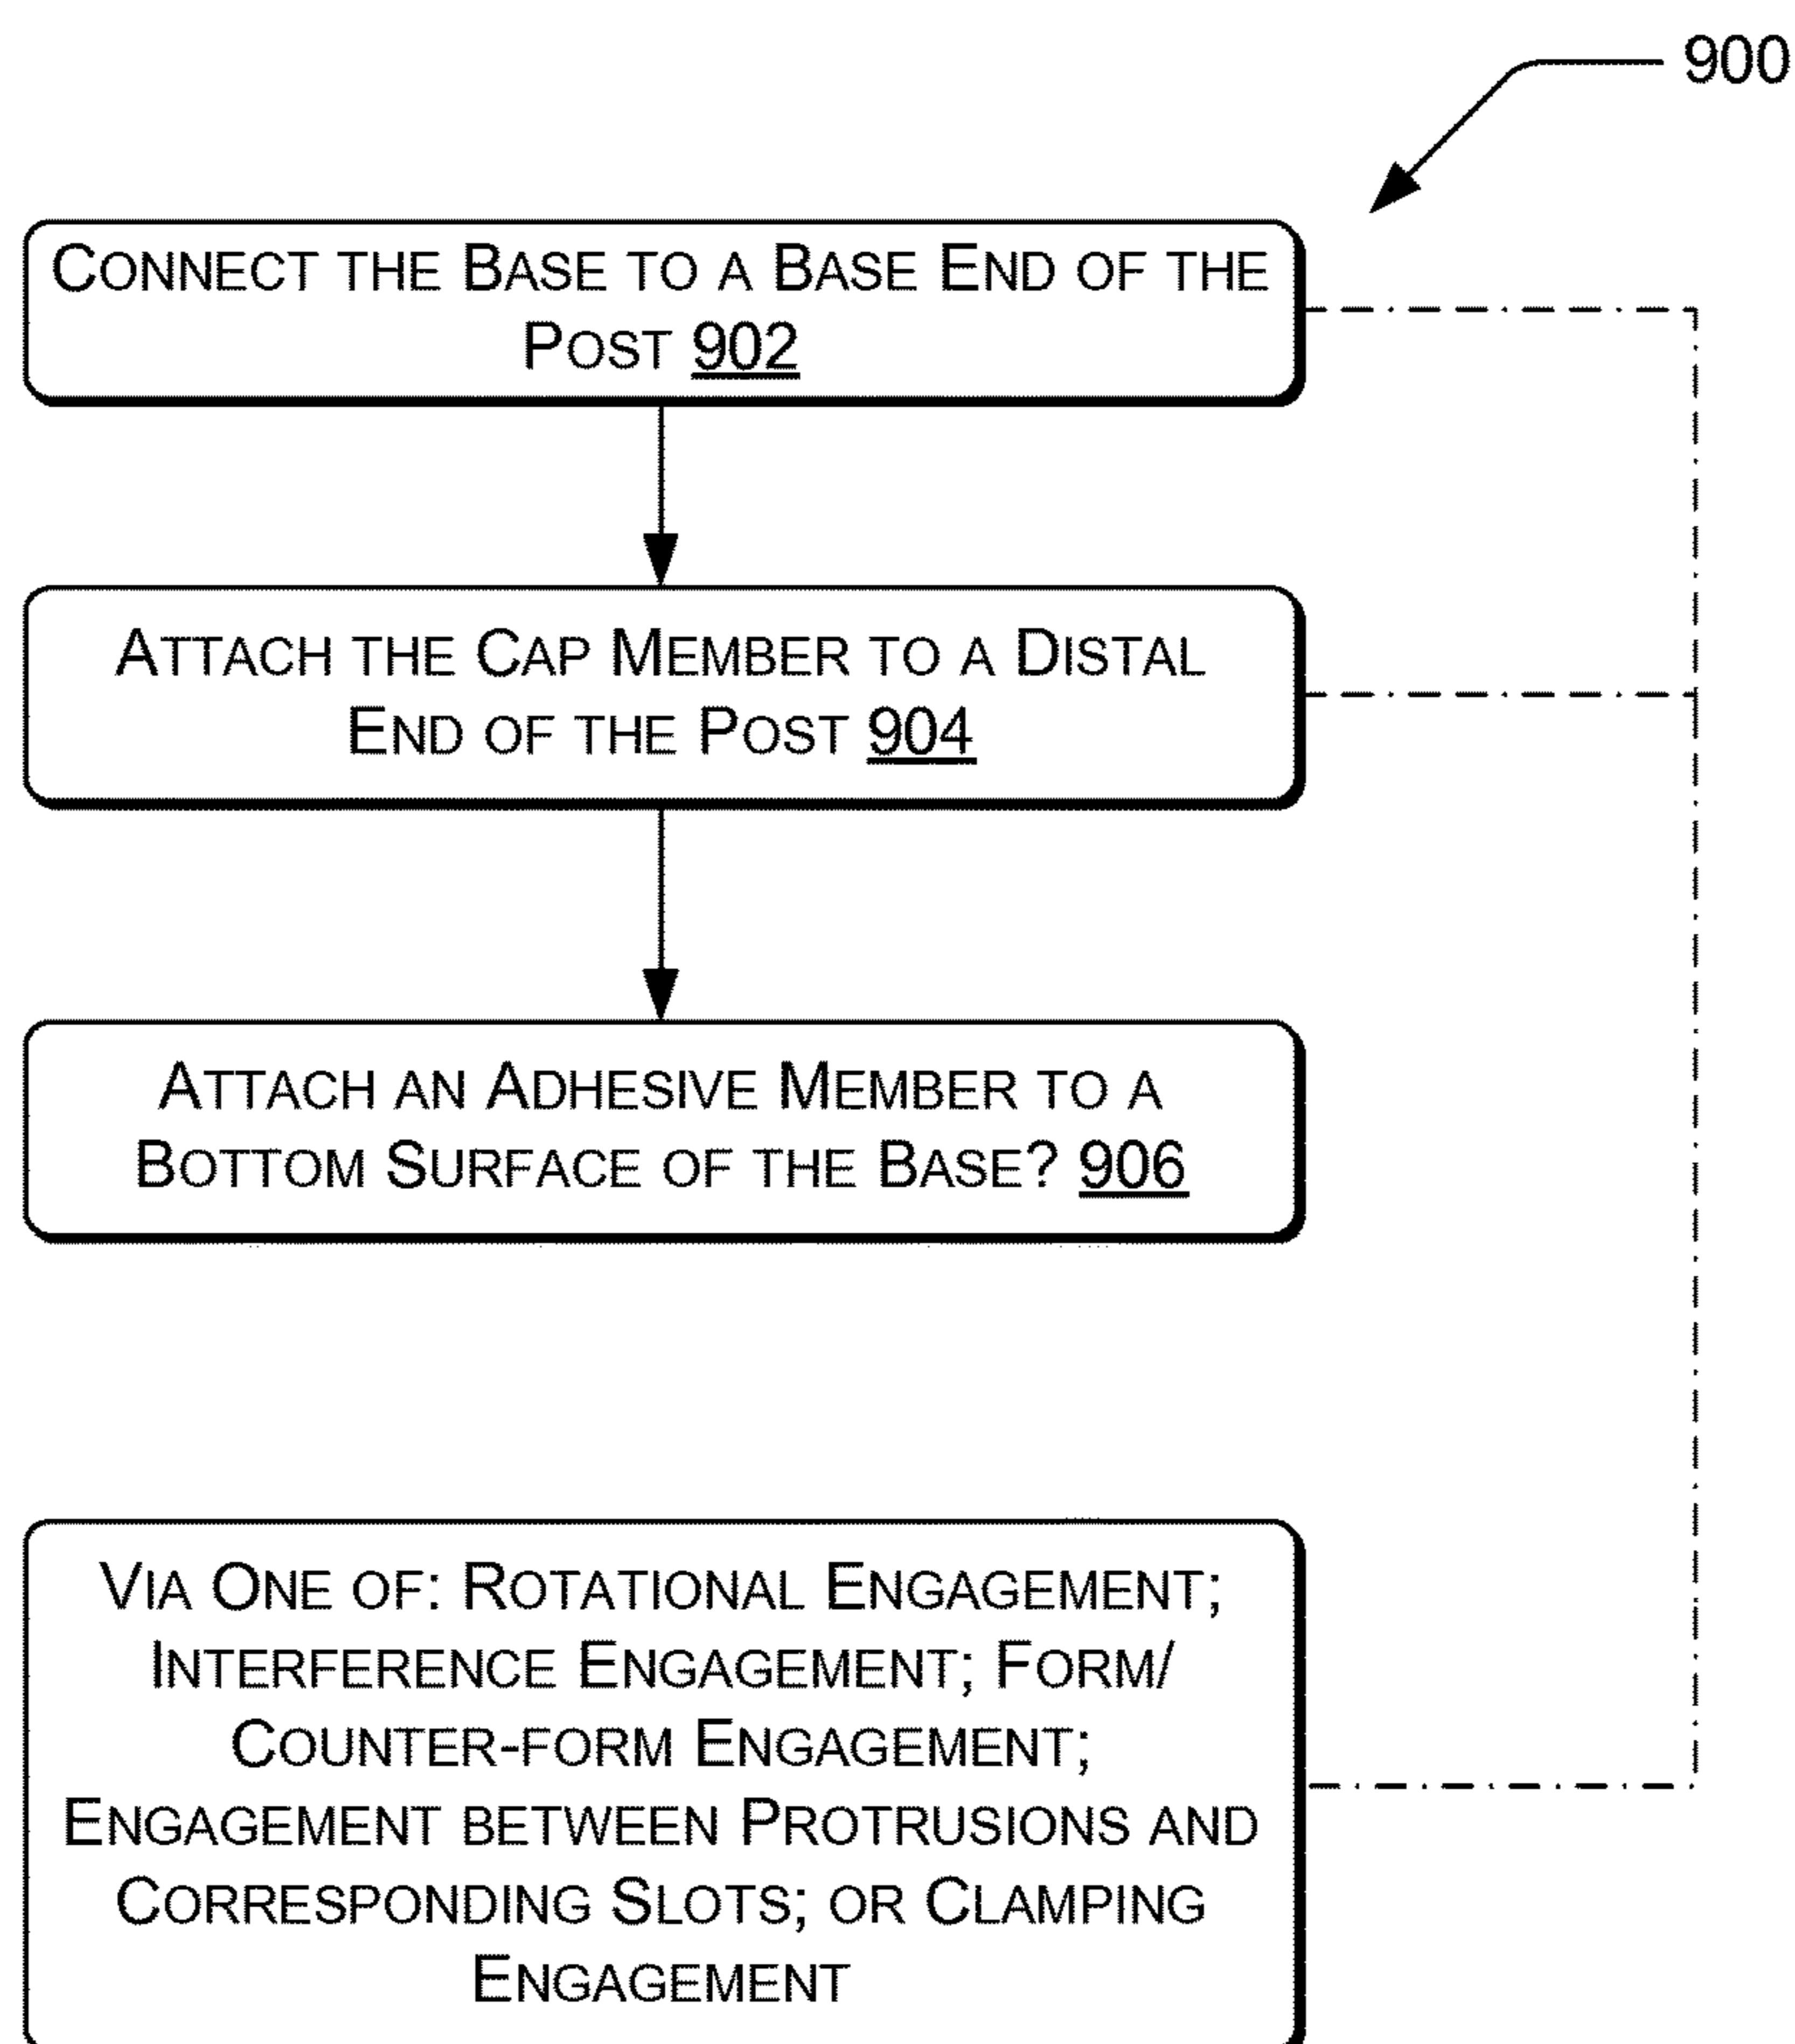 900
Connect the Base to a Base End of the
Post 902
Attach the Cap Member to a Distal
End of the Post 904
Attach an Adhesive Member to a
Bottom Surface of the Base? 906
Via One of: Rotational Engagement;
Interference Engagement; Form/
Counter-form Engagement;
Engagement between Protrusions and
Corresponding Slots; or Clamping
Engagement